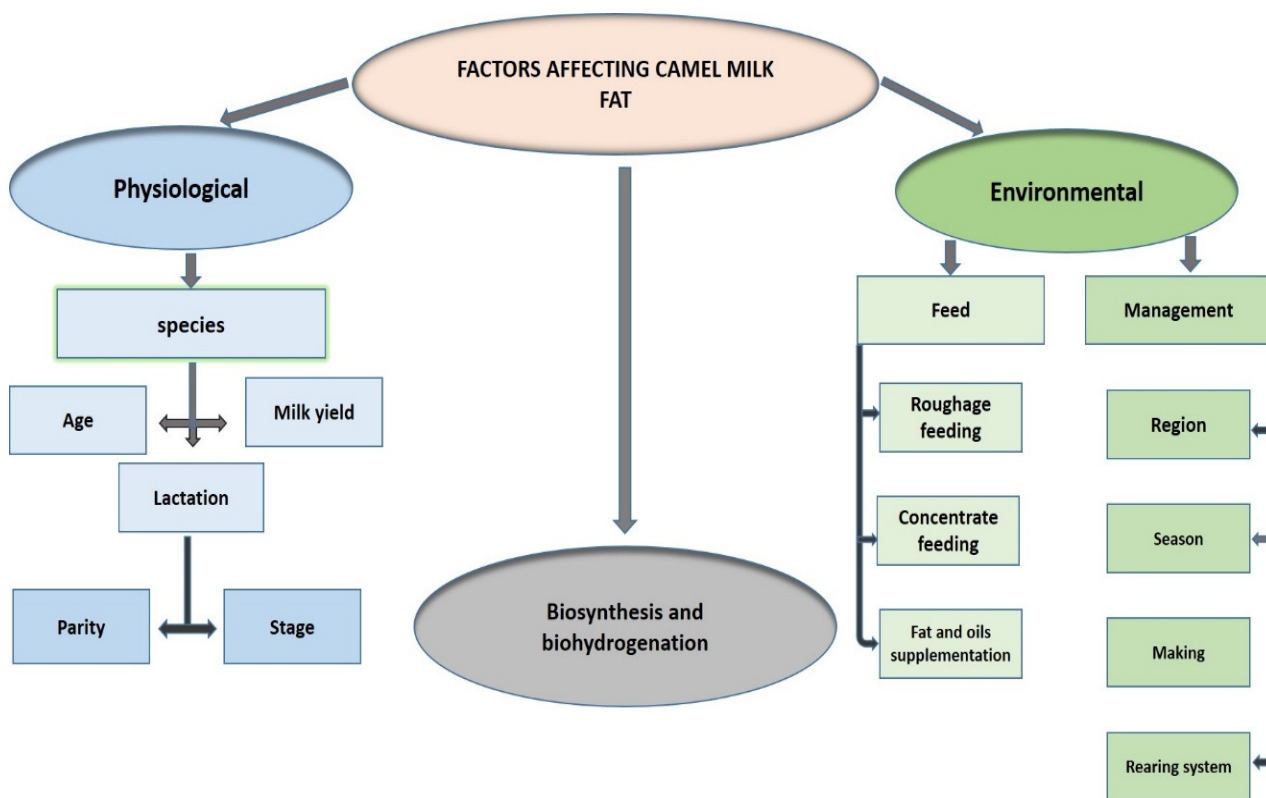 FACTORS AFFECTING CAMEL MILK
FAT
Physiological
species
Age
Milk yield
Lactation
Parity
Stage
Biosynthesis and
biohydrogenation
Environmental
Feed
Roughage
feeding
Concentrate
feeding
Fat and oils
supplementation
Management
Region
Season
Making
Rearing system